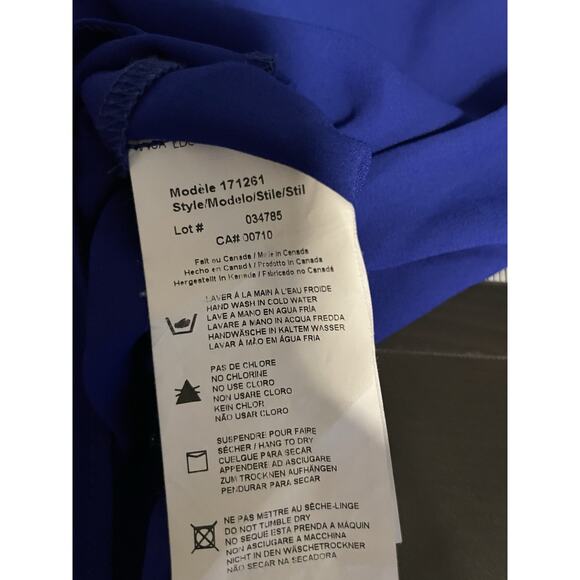 Modèle 171261
Style/Modelo/Stile/Stil
Lot # 034785
CA# 00710
Fait au Canada / Made in Canada
Hecho en Canadá / Prodotto in Canada
Hergestellt in Kanada / Fabricado no Canadá
LAVER À LA MAIN À L'EAU FROIDE
HAND WASH IN COLD WATER
LAVE A MANO EN AGUA FRÍA
LAVARE A MANO IN ACQUA FREDDA
HANDWÄSCHE IN KALTEM WASSER
LAVAR À MÃO EM ÁGUA FRIA
PAS DE CHLORE
NO CHLORINE
NO USE CLORO
NON USARE CLORO
KEIN CHLOR
NÃO USAR CLORO
SUSPENDRE POUR FAIRE
SÉCHER / HANG TO DRY
CUELGUE PARA SECAR
APPENDERE AD ASCIUGARE
ZUM TROCKNEN AUFHÄNGEN
PENDURAR PARA SECAR
NE PAS METTRE AU SÈCHE-LINGE
DO NOT TUMBLE DRY
NO SEQUE ESTA PRENDA A MÁQUIN
NON ASCIUGARE A MACCHINA
NICHT IN DEN WÄSCHETROCKNER